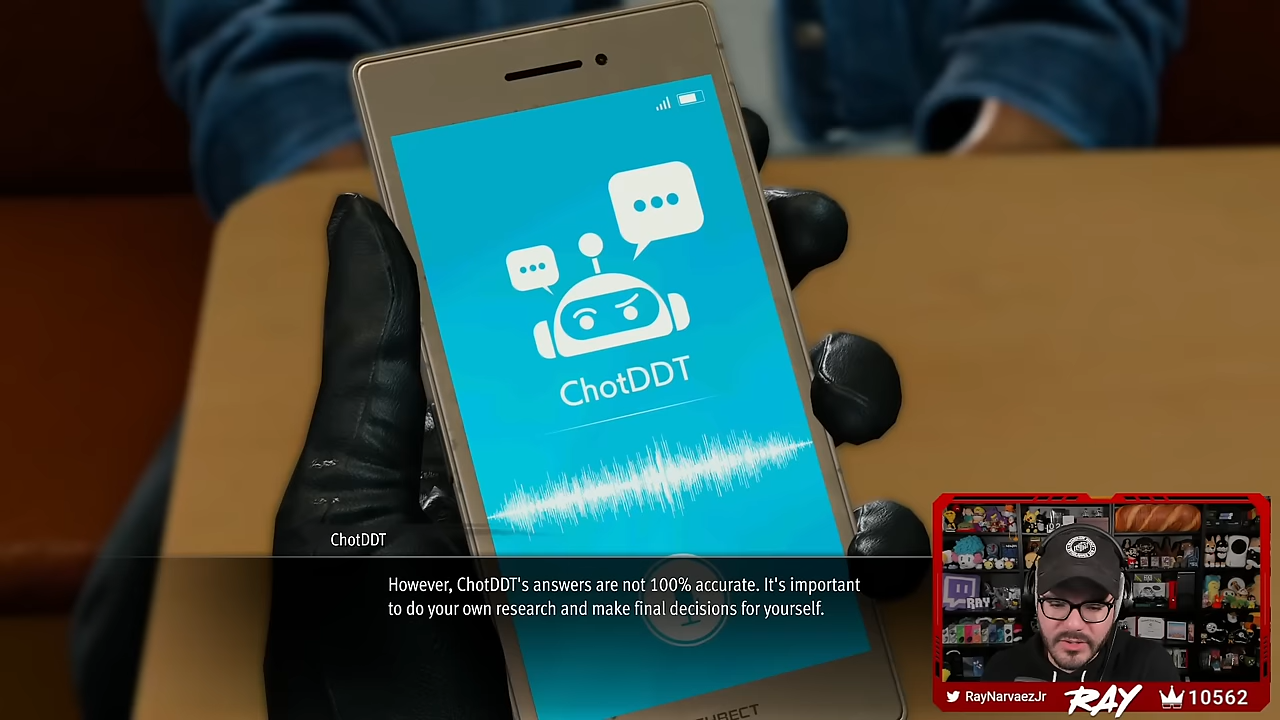 ChotDDT
ChotDDT
However, ChotDDT's answers are not 100% accurate. It's important
to do your own research and make final decisions for yourself.
RAY
RayNarvaezJr
RAY
10562